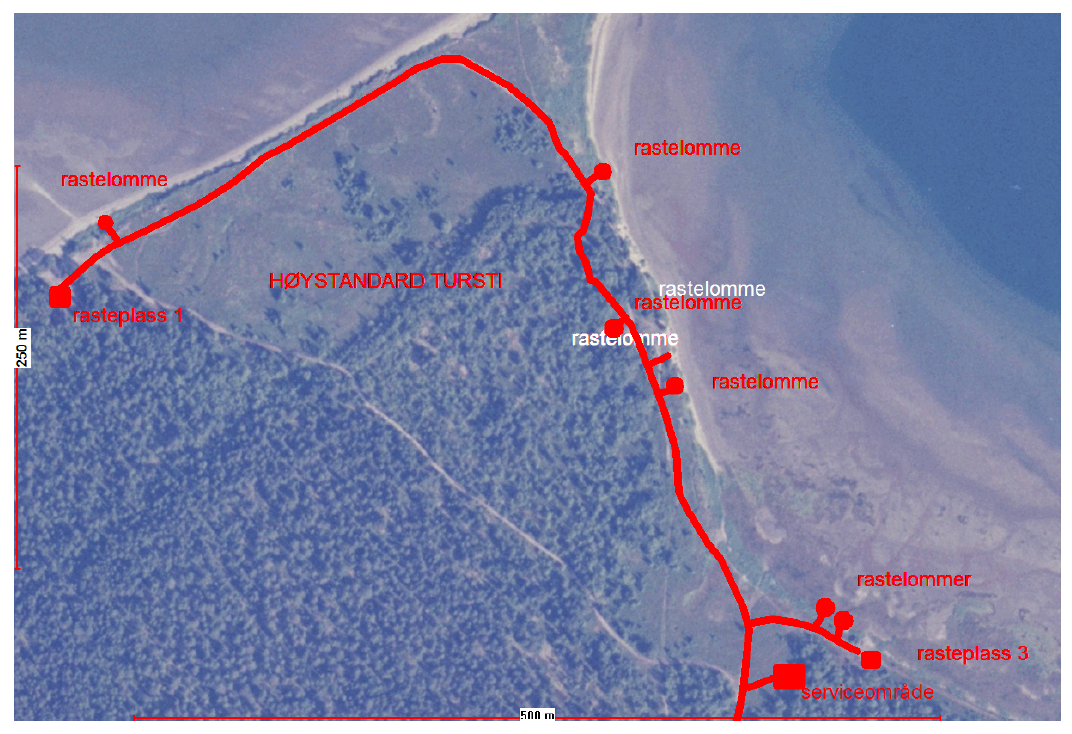 rastelomme
rastelomme
HØYSTANDARD TURSTI
rastelomme
rastelomme
rasteplass 1
rastelomme
250 m
rastelomme
rastelommer
rasteplass 3
serviceområde
500 m